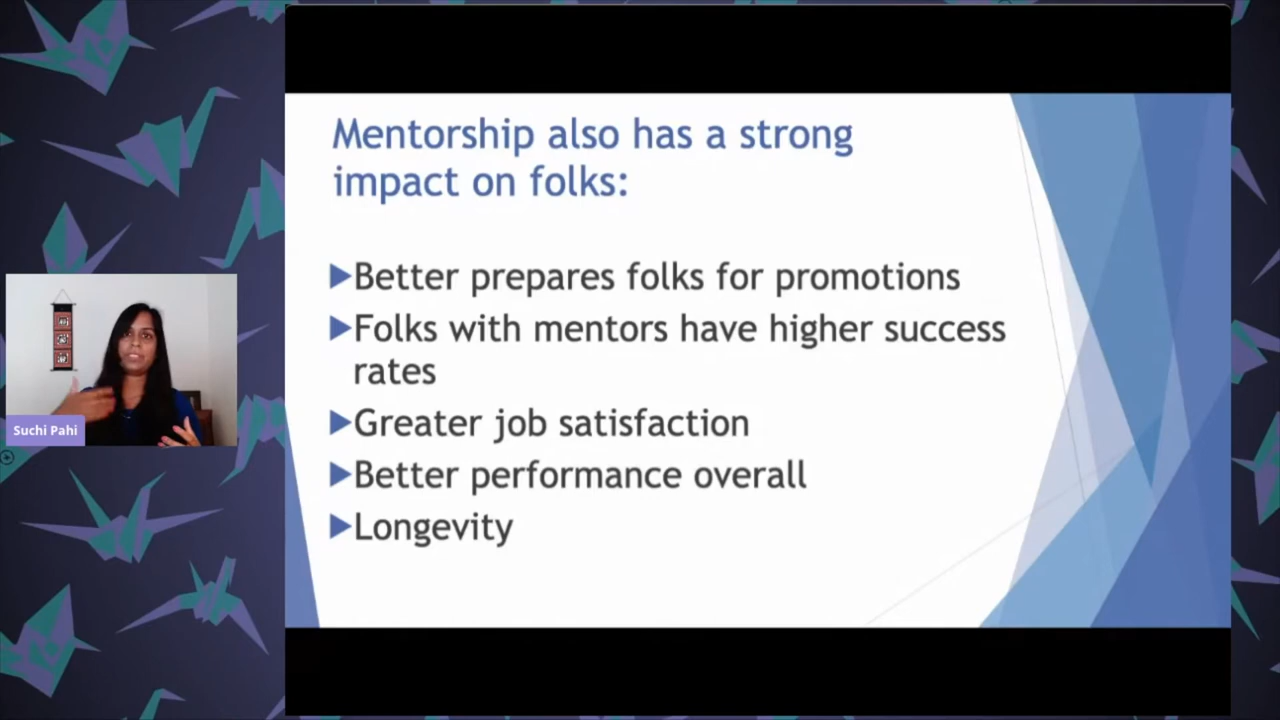 Mentorship also has a strong
impact on folks:
Better prepares folks for promotions
Folks with mentors have higher success
rates
Greater job satisfaction
Better performance overall
Longevity
Suchi Pahi